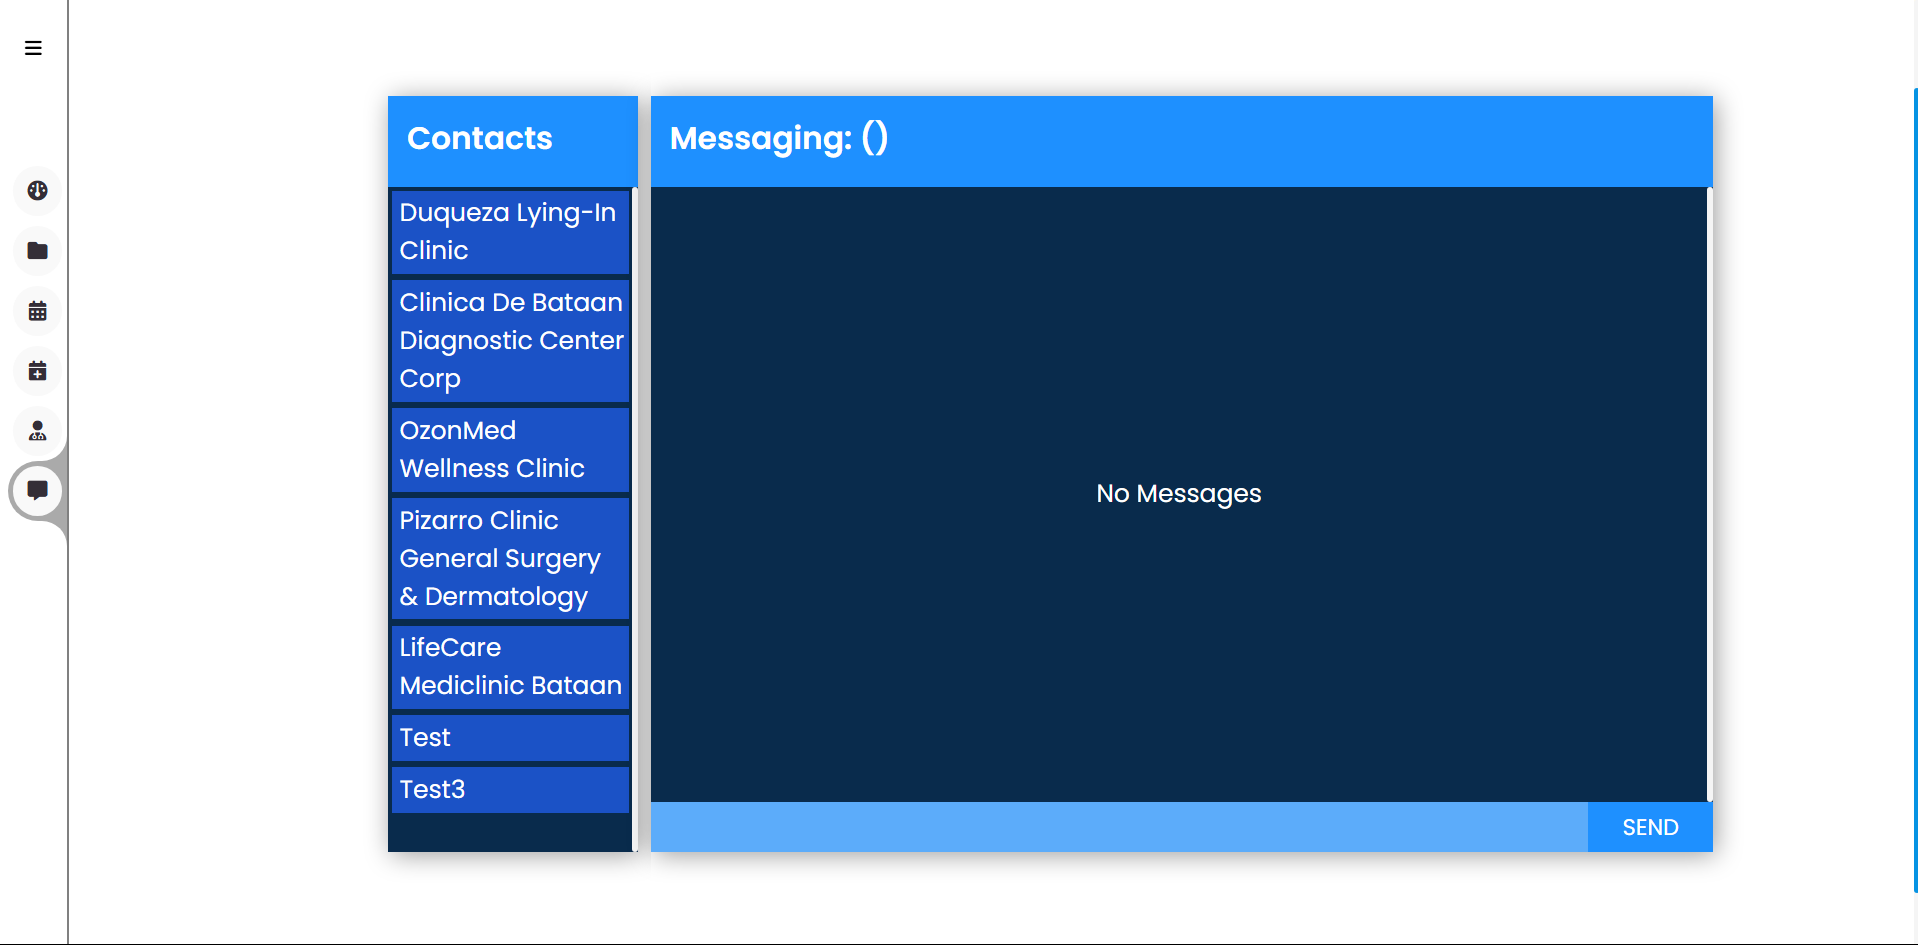 Contacts
Duqueza Lying-In
Clinic
Clinica De Bataan
Diagnostic Center
Corp
OzonMed
Wellness Clinic
Pizarro Clinic
General Surgery
& Dermatology
LifeCare
Mediclinic Bataan
Test
Test3
Messaging: ()
No Messages
SEND